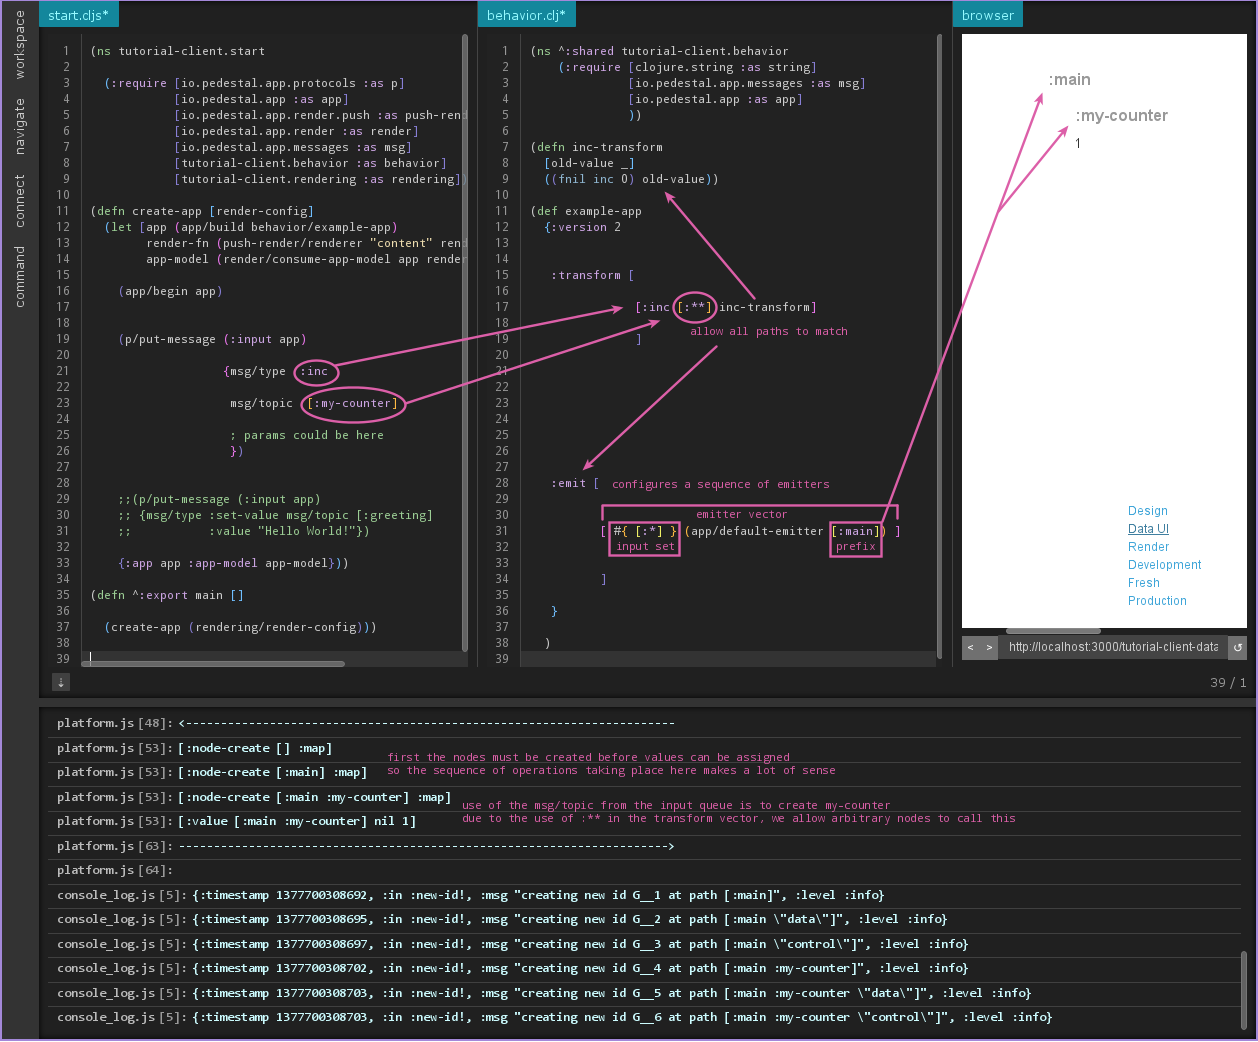 workspace
navigate
connect
command
start.cljs*
1 (ns tutorial-client.start
2
3 (:require [io.pedestal.app.protocols :as p]
4 [io.pedestal.app :as app]
5 [io.pedestal.app.render.push :as push-rend
6 [io.pedestal.app.render :as render]
7 [io.pedestal.app.messages :as msg]
8 [tutorial-client.behavior :as behavior]
9 [tutorial-client.rendering :as rendering])
10
11 (defn create-app [render-config]
12 (let [app (app/build behavior/example-app)
13 render-fn (push-render/renderer "content" rend
14 app-model (render/consume-app-model app render
15
16 (app/begin app)
17
18
19 (p/put-message (:input app)
20
21 {msg/type :inc
22
23 msg/topic [:my-counter]
24
25 ; params could be here
26 })
27
28
29 ;;(p/put-message (:input app)
30 ;; {msg/type :set-value msg/topic [:greeting]
31 ;; :value "Hello World!"})
32
33 {:app app :app-model app-model}))
34
35 (defn ^:export main []
36
37 (create-app (rendering/render-config)))
38
39
behavior.clj*
1 (ns ^:shared tutorial-client.behavior
2 (:require [clojure.string :as string]
3 [io.pedestal.app.messages :as msg]
4 [io.pedestal.app :as app]
5 ))
6
7 (defn inc-transform
8 [old-value _]
9 ((fnil inc 0) old-value))
10
11 (def example-app
12 {:version 2
13
14
15 :transform [
16
17 [:inc [:**] inc-transform]
18 allow all paths to match
19 ]
20
21
22
23
24
25
26
27
28 :emit [ configures a sequence of emitters
29
30 emitter vector
31 [ #{ [:*] } (app/default-emitter [:main]) ]
32 input set prefix
33
34 ]
35
36 }
37
38 )
39
browser
:main
:my-counter
1
Design
Data UI
Render
Development
Fresh
Production
< > http://localhost:3000/tutorial-client-data ↺
↓ 39 / 1
platform.js [48]: <----------------------------------------------------------------------
platform.js [53]: [:node-create [] :map]
first the nodes must be created before values can be assigned
platform.js [53]: [:node-create [:main] :map] so the sequence of operations taking place here makes a lot of sense
platform.js [53]: [:node-create [:main :my-counter] :map]
use of the msg/topic from the input queue is to create my-counter
platform.js [53]: [:value [:main :my-counter] nil 1] due to the use of :** in the transform vector, we allow arbitrary nodes to call this
platform.js [63]: ---------------------------------------------------------------------->
platform.js [64]:
console_log.js [5]: {:timestamp 1377700308692, :in :new-id!, :msg "creating new id G__1 at path [:main]", :level :info}
console_log.js [5]: {:timestamp 1377700308695, :in :new-id!, :msg "creating new id G__2 at path [:main \"data\"]", :level :info}
console_log.js [5]: {:timestamp 1377700308697, :in :new-id!, :msg "creating new id G__3 at path [:main \"control\"]", :level :info}
console_log.js [5]: {:timestamp 1377700308702, :in :new-id!, :msg "creating new id G__4 at path [:main :my-counter]", :level :info}
console_log.js [5]: {:timestamp 1377700308703, :in :new-id!, :msg "creating new id G__5 at path [:main :my-counter \"data\"]", :level :info}
console_log.js [5]: {:timestamp 1377700308703, :in :new-id!, :msg "creating new id G__6 at path [:main :my-counter \"control\"]", :level :info}